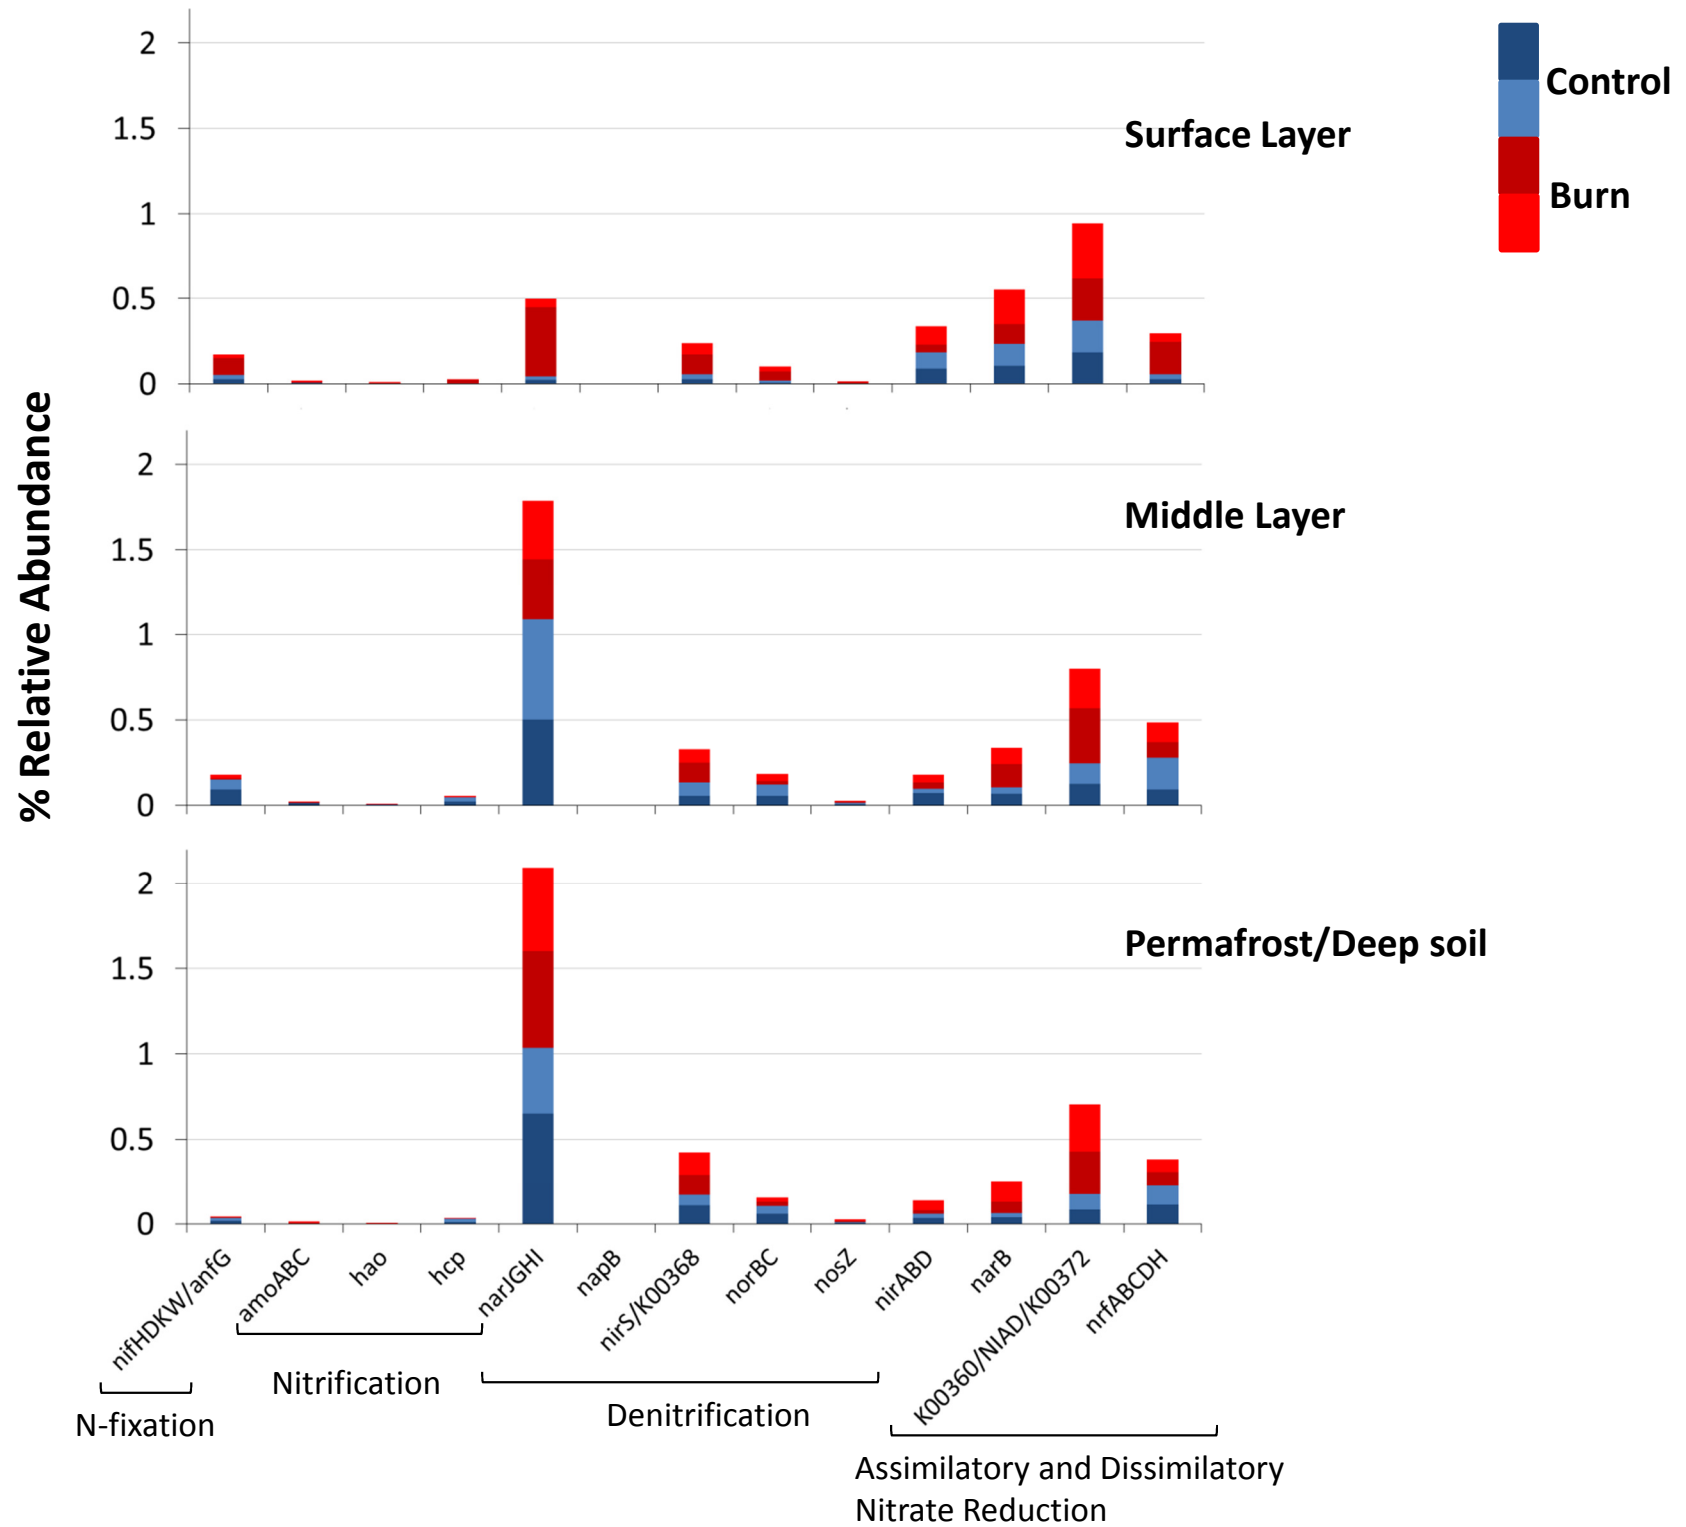 2
1.5
1
0.5
0
Surface Layer
Control
Burn
% Relative Abundance
2
1.5
1
0.5
0
Middle Layer
2
1.5
1
0.5
0
Permafrost/Deep soil
nifHDKW/anfG
amoABC
hao
hcp
narJGHI
napB
nirS/K00368
norBC
nosZ
nirABD
narB
K00360/NIAD/K00372
nrfABCDH
N-fixation
Nitrification
Denitrification
Assimilatory and Dissimilatory
Nitrate Reduction